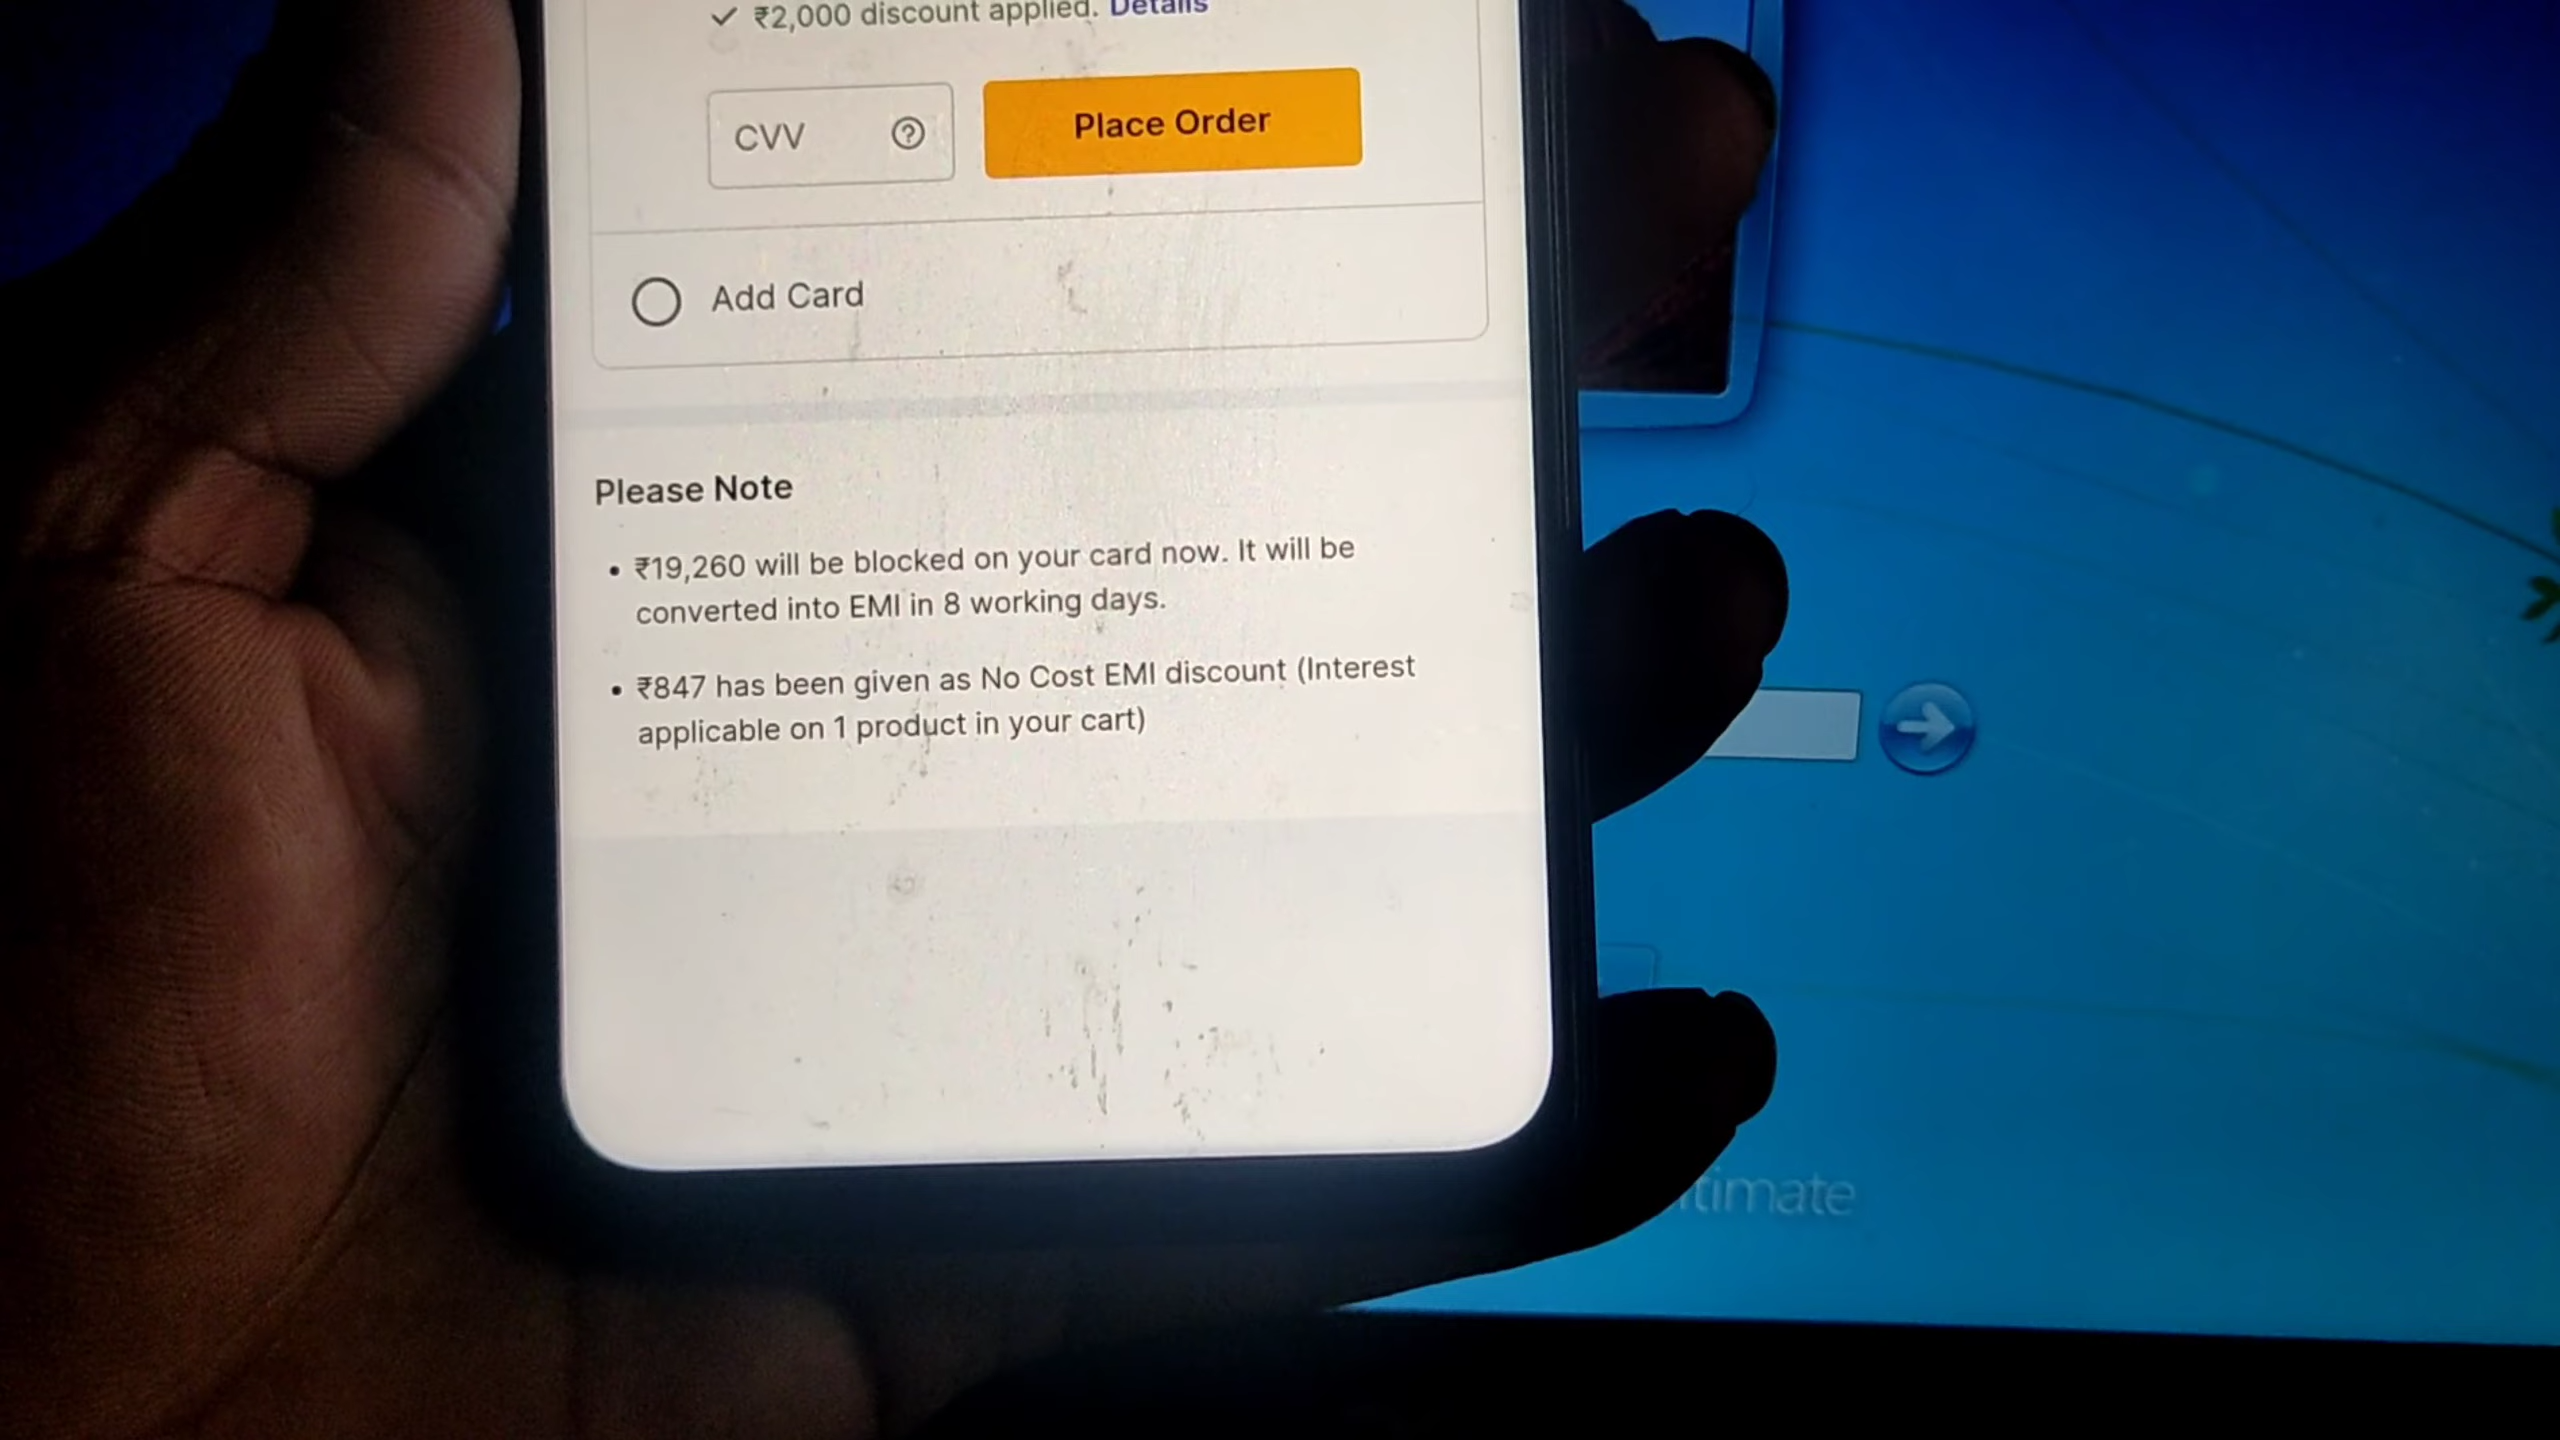 ✓ ₹2,000 discount applied. Details
CVV
Place Order
Add Card
Please Note
• ₹19,260 will be blocked on your card now. It will be
converted into EMI in 8 working days.
• ₹847 has been given as No Cost EMI discount (Interest
applicable on 1 product in your cart)
timate